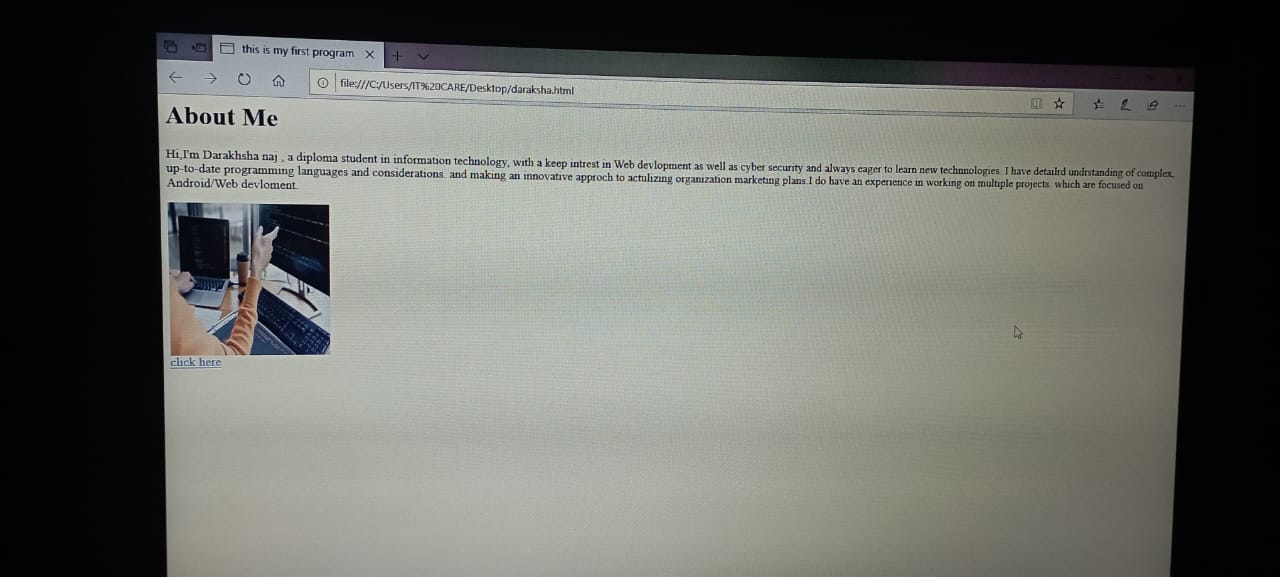 this is my first program
file:///C:/Users/IT%20CARE/Desktop/daraksha.html
About Me
Hi,I'm Darakhsha naj , a diploma student in information technology, with a keep intrest in Web devlopment as well as cyber security and always eager to learn new technnologies. I have detailrd undrstanding of complex,
up-to-date programming languages and considerations. and making an innovative approch to actulizing organization marketing plans.I do have an experience in working on multiple projects. which are focused on
Android/Web devloment.
click here